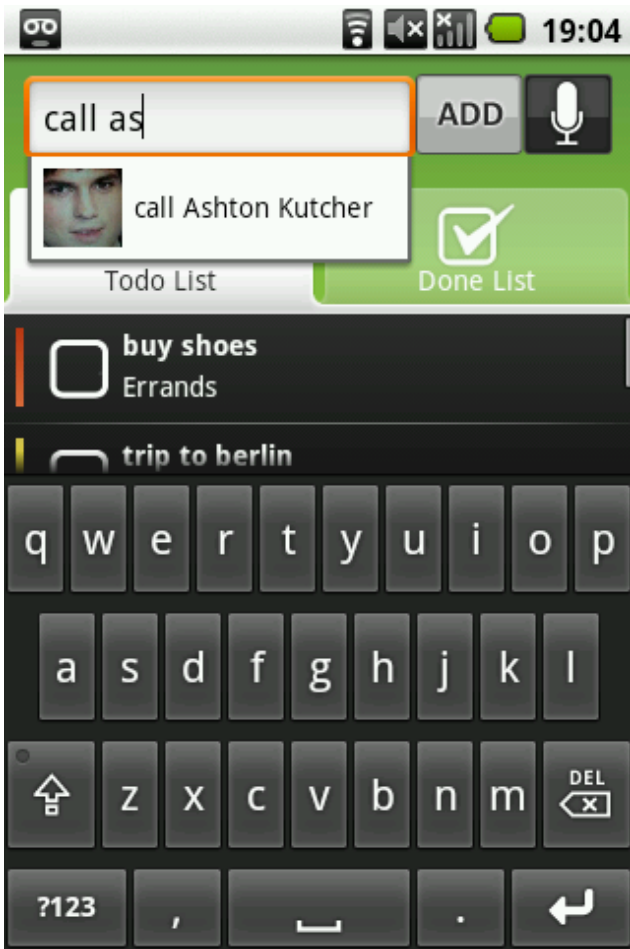 19:04
call as
ADD
call Ashton Kutcher
Todo List
Done List
buy shoes
Errands
trip to berlin
q w e r t y u i o p
a s d f g h j k l
z x c v b n m DEL
?123 , .